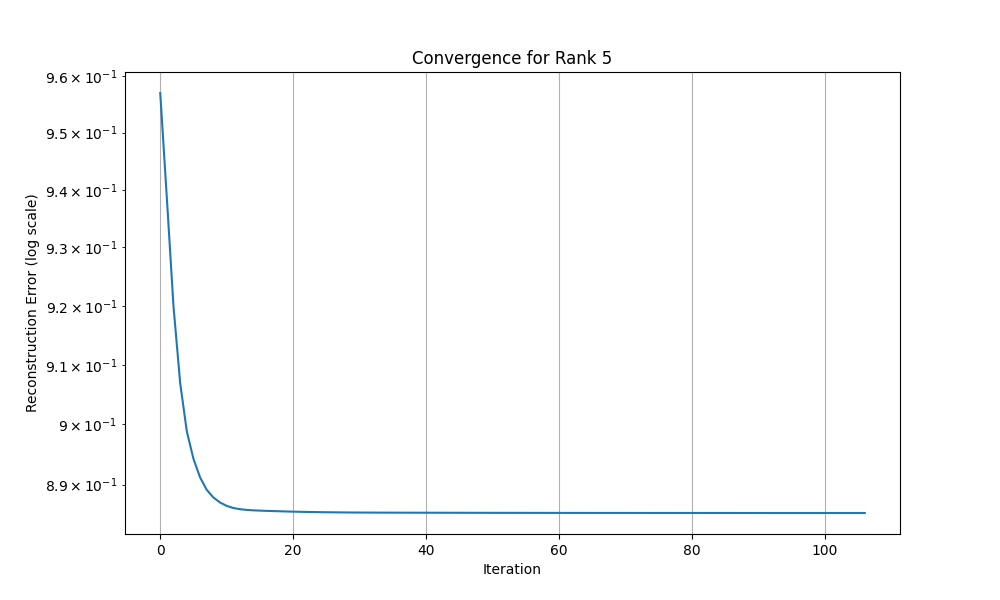 Convergence for Rank 5
Reconstruction Error (log scale)
9.6 × 10⁻¹
9.5 × 10⁻¹
9.4 × 10⁻¹
9.3 × 10⁻¹
9.2 × 10⁻¹
9.1 × 10⁻¹
9 × 10⁻¹
8.9 × 10⁻¹
0 20 40 60 80 100
Iteration